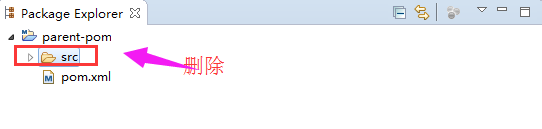 Package Explorer
parent-pom
src
删除
pom.xml